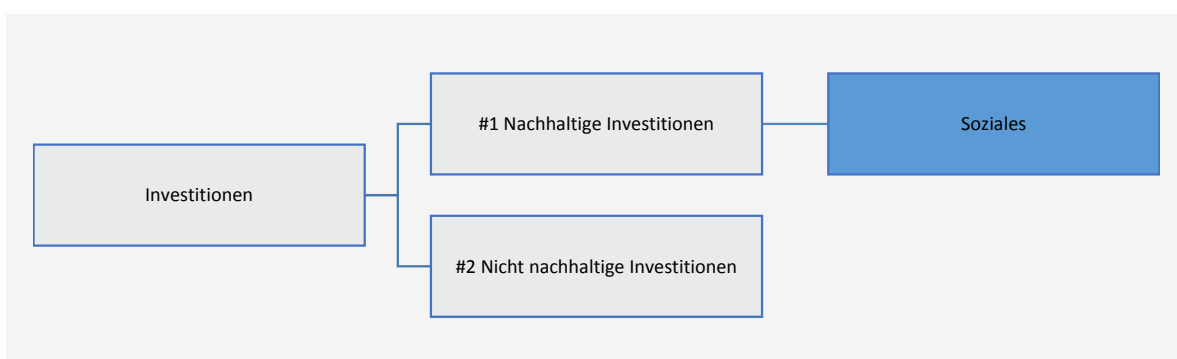 #1 Nachhaltige Investitionen
Soziales
Investitionen
#2 Nicht nachhaltige Investitionen